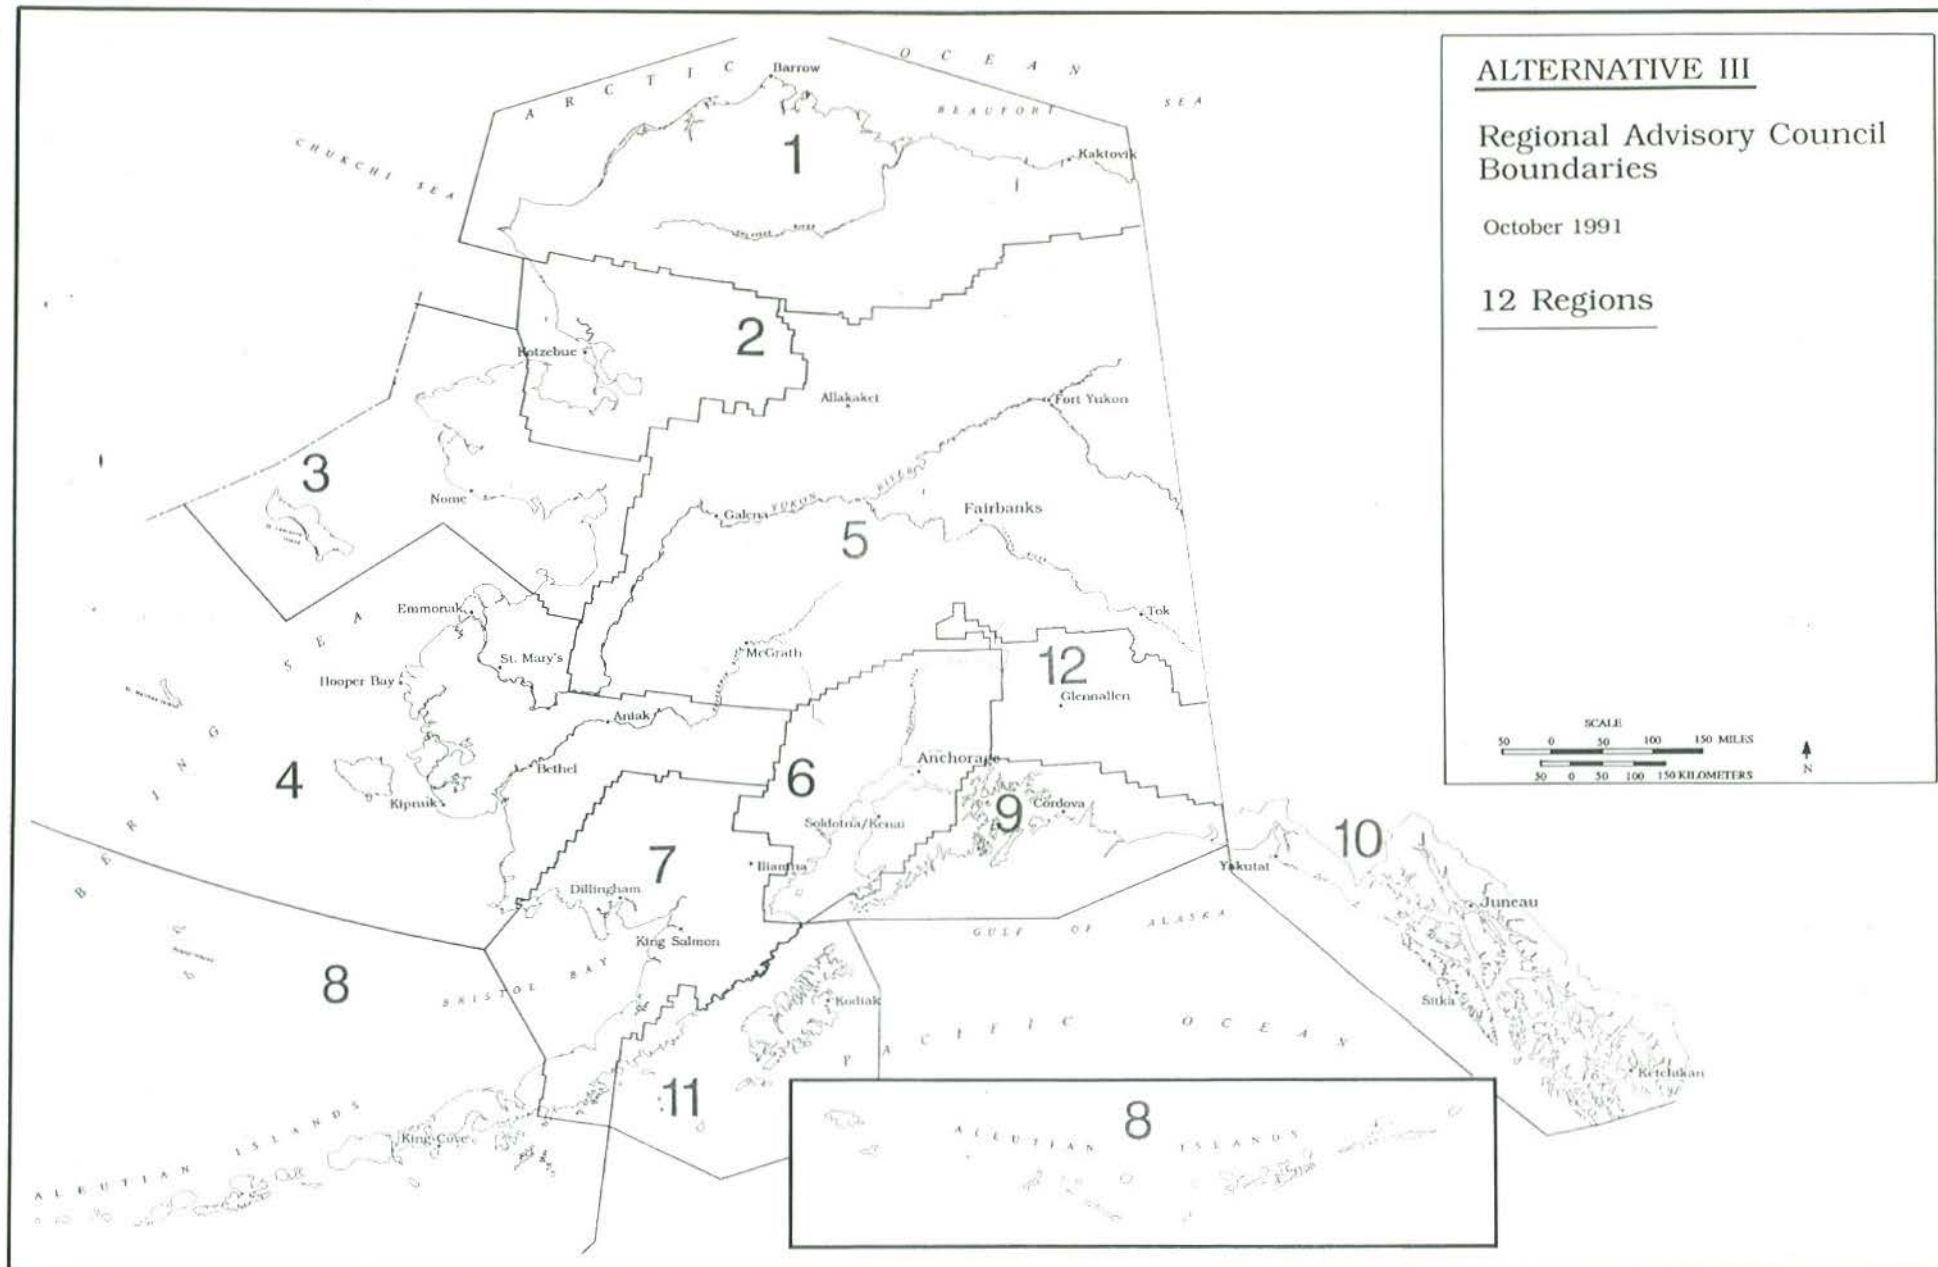 ALTERNATIVE III
Regional Advisory Council
Boundaries
October 1991
12 Regions
SCALE
50 0 50 100 150 MILES
50 0 50 100 150 KILOMETERS
N
ARCTIC OCEAN
BEAUFORT SEA
CHUKCHI SEA
Barrow
Kaktovik
1
RIVER
2
Kotzebue
Allakaket
Fort Yukon
3
Nome
YUKON RIVER
Galena
Fairbanks
5
Tok
Emmonak
St. Mary's
Hooper Bay
McGrath
12
Glennallen
BERING SEA
Aniak
4
Bethel
Kipnuk
6
Anchorage
Soldotna/Kenai
9
Cordova
10
Yakutat
7
Iliamna
Dillingham
King Salmon
GULF OF ALASKA
Juneau
8
BRISTOL BAY
Kodiak
Sitka
PACIFIC OCEAN
Ketchikan
11
King Cove
ALEUTIAN ISLANDS
8
ALEUTIAN ISLANDS